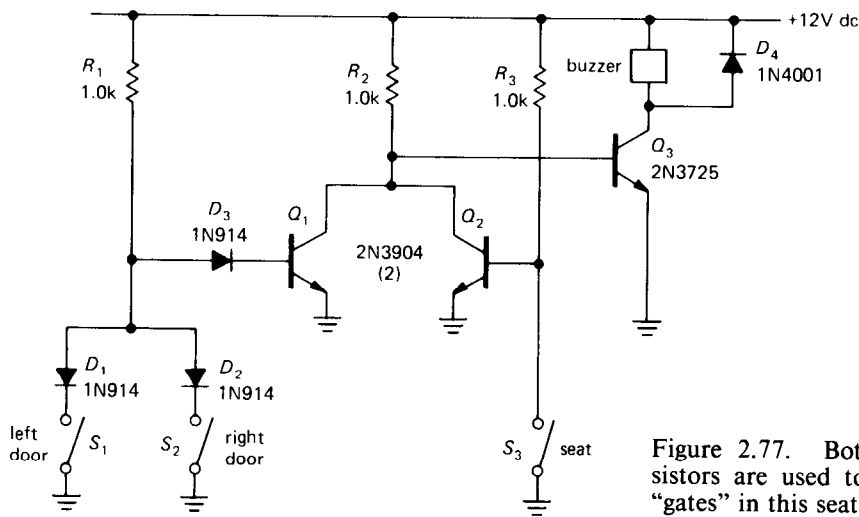 +12V dc
R1
1.0k
R2
1.0k
R3
1.0k
buzzer
D4
1N4001
Q3
2N3725
D3
1N914
Q1
Q2
2N3904
(2)
D1
1N914
D2
1N914
left
door
S1
S2
right
door
S3
seat
Figure 2.77. Bot
sistors are used to
"gates" in this seat